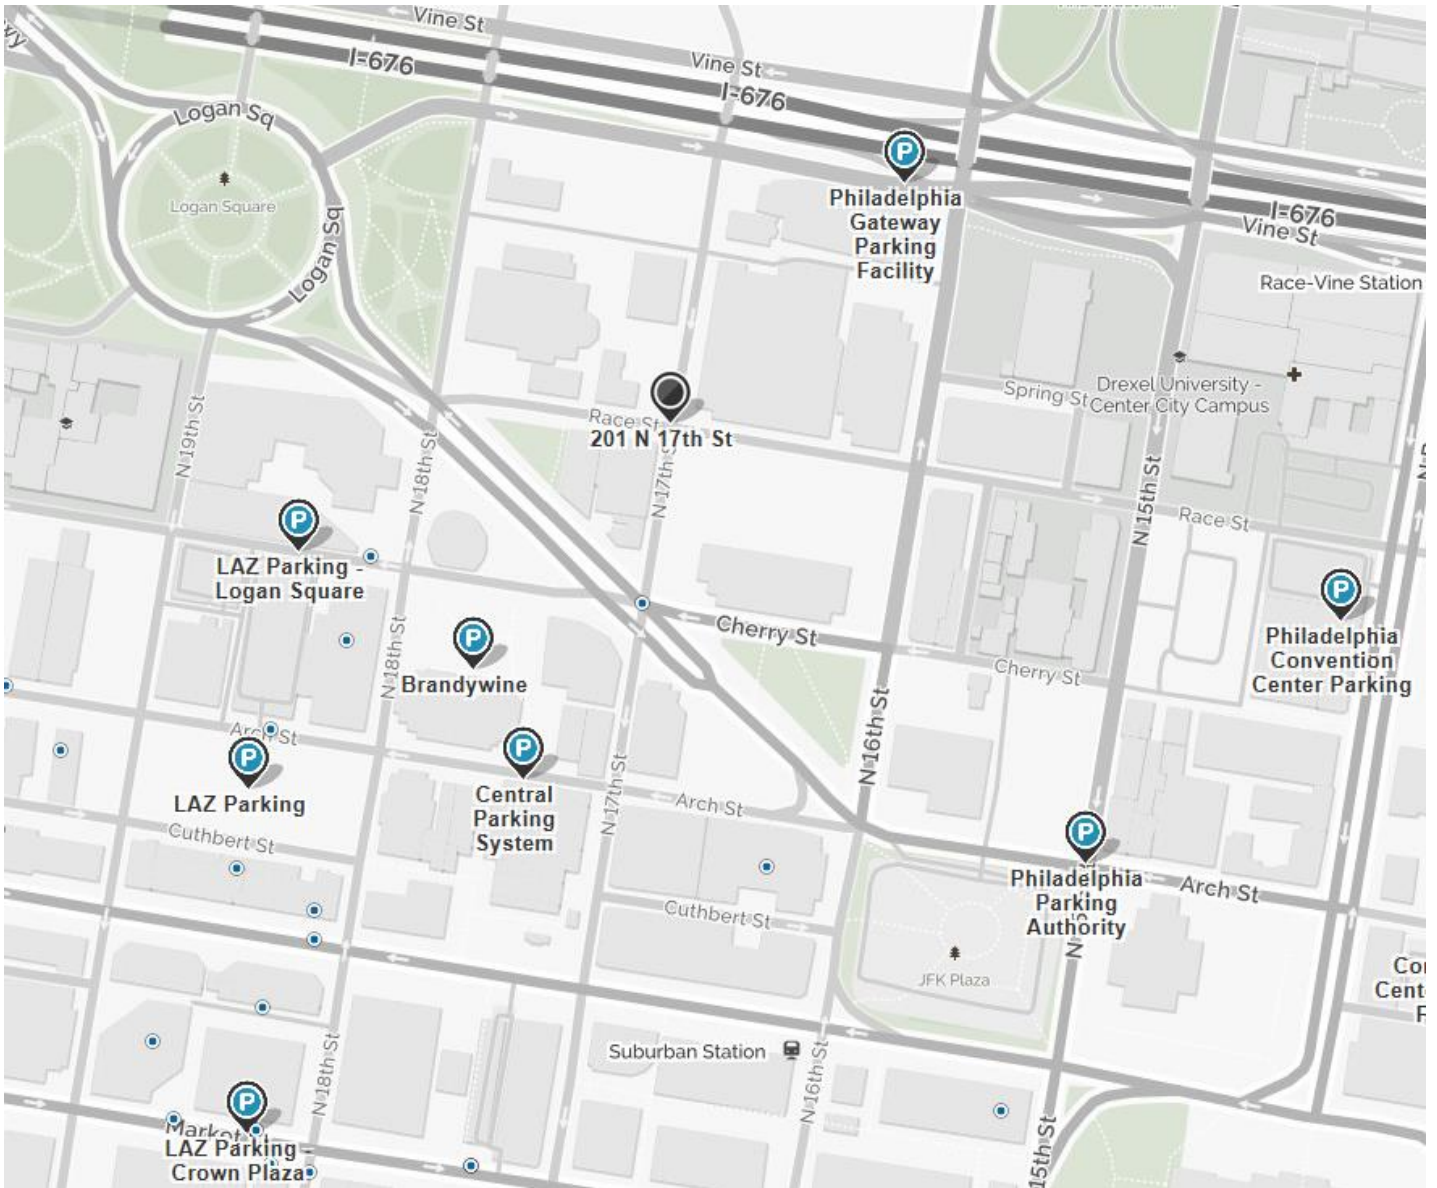 Vine St
I-676
Vine St
I-676
Logan Sq
Logan Square
Logan Sq
Philadelphia
Gateway
Parking
Facility
I-676
Vine St
Race-Vine Station
Spring St
Drexel University -
Center City Campus
Race St
201 N 17th St
N 19th St
N 18th St
N 17th S
N 15th St
Race St
LAZ Parking -
Logan Square
Cherry St
Cherry St
Philadelphia
Convention
Center Parking
Brandywine
N 18th St
N 16th St
Arch St
LAZ Parking
Central
Parking
System
N 17th St
Arch St
Cuthbert St
Philadelphia
Parking
Authority
Arch St
Cuthbert St
JFK Plaza
Suburban Station
N 18th St
N 16th St
15th St
Market
LAZ Parking -
Crown Plaza